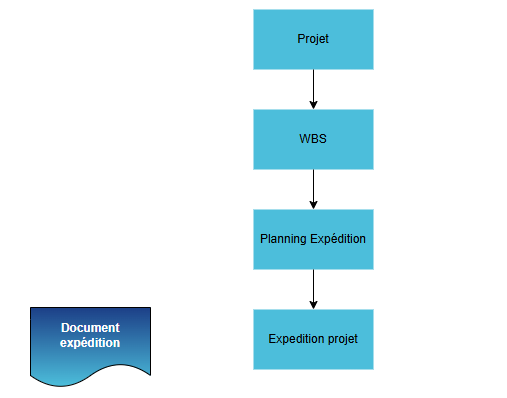 Projet
WBS
Planning Expédition
Expedition projet
Document
expédition